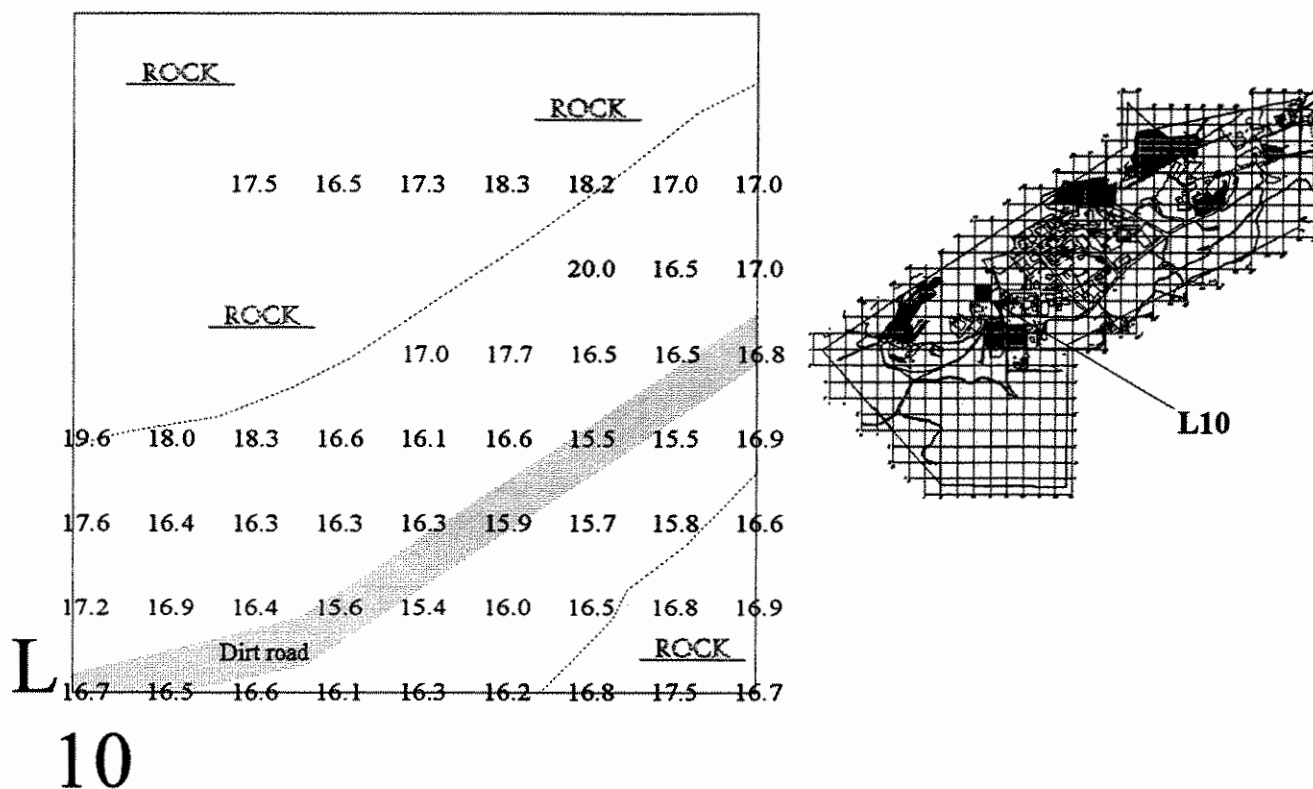 ROCK
ROCK
17.5 16.5 17.3 18.3 18.2 17.0 17.0
20.0 16.5 17.0
ROCK
17.0 17.7 16.5 16.5 16.8
19.6 18.0 18.3 16.6 16.1 16.6 15.5 15.5 16.9
L10
17.6 16.4 16.3 16.3 16.3 15.9 15.7 15.8 16.6
17.2 16.9 16.4 15.6 15.4 16.0 16.5 16.8 16.9
Dirt road
ROCK
L
16.7 16.5 16.6 16.1 16.3 16.2 16.8 17.5 16.7
10